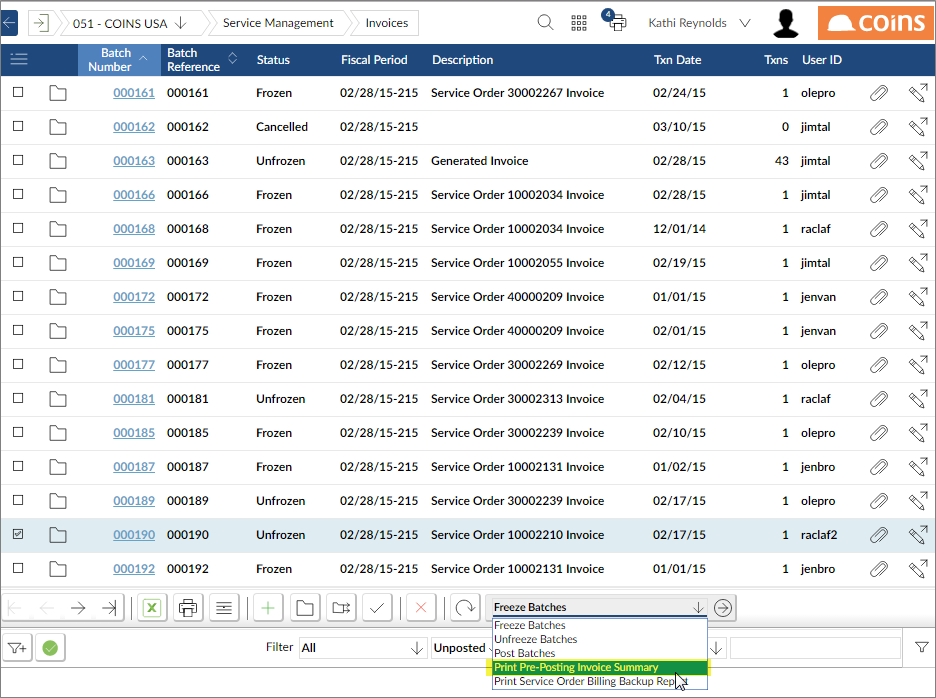 051 - COINS USA Service Management Invoices 4 Kathi Reynolds coins
Batch Number Batch Reference Status Fiscal Period Description Txn Date Txns User ID
000161 000161 Frozen 02/28/15-215 Service Order 30002267 Invoice 02/24/15 1 olepro
000162 000162 Cancelled 02/28/15-215 03/10/15 0 jimtal
000163 000163 Unfrozen 02/28/15-215 Generated Invoice 02/28/15 43 jimtal
000166 000166 Frozen 02/28/15-215 Service Order 10002034 Invoice 02/28/15 1 jimtal
000168 000168 Frozen 02/28/15-215 Service Order 10002034 Invoice 12/01/14 1 raclaf
000169 000169 Frozen 02/28/15-215 Service Order 10002055 Invoice 02/19/15 1 jimtal
000172 000172 Frozen 02/28/15-215 Service Order 40000209 Invoice 01/01/15 1 jenvan
000175 000175 Frozen 02/28/15-215 Service Order 40000209 Invoice 02/01/15 1 jenvan
000177 000177 Frozen 02/28/15-215 Service Order 30002269 Invoice 02/12/15 1 olepro
000181 000181 Unfrozen 02/28/15-215 Service Order 30002313 Invoice 02/04/15 1 raclaf
000185 000185 Frozen 02/28/15-215 Service Order 30002239 Invoice 02/10/15 1 olepro
000187 000187 Frozen 02/28/15-215 Service Order 10002131 Invoice 01/02/15 1 jenbro
000189 000189 Unfrozen 02/28/15-215 Service Order 30002239 Invoice 02/17/15 1 olepro
000190 000190 Unfrozen 02/28/15-215 Service Order 10002210 Invoice 02/17/15 1 raclaf2
000192 000192 Frozen 02/28/15-215 Service Order 10002131 Invoice 01/01/15 1 jenbro
Freeze Batches
Freeze Batches
Unfreeze Batches
Filter All Unposted
Post Batches
Print Pre-Posting Invoice Summary
Print Service Order Billing Backup Report